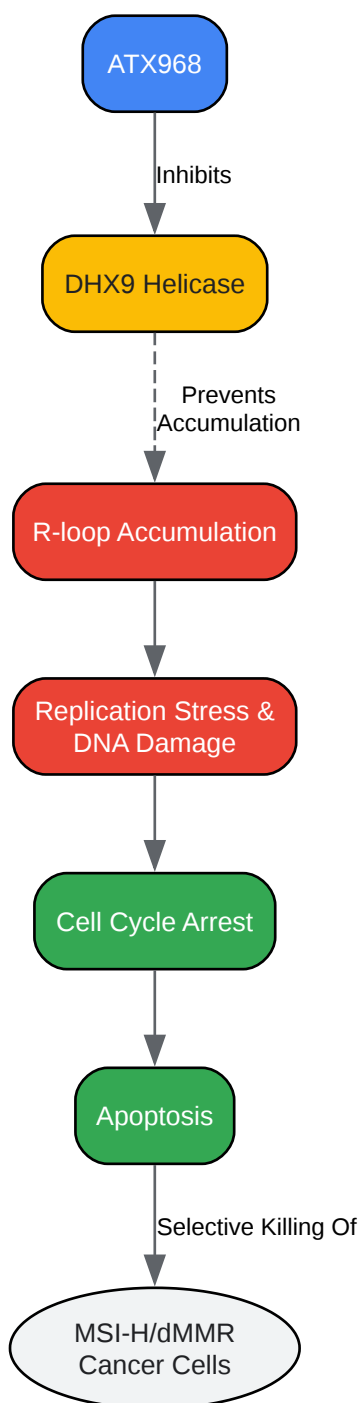 ATX968
Inhibits
DHX9 Helicase
Prevents
Accumulation
R-loop Accumulation
Replication Stress &
DNA Damage
Cell Cycle Arrest
Apoptosis
Selective Killing Of
MSI-H/dMMR
Cancer Cells